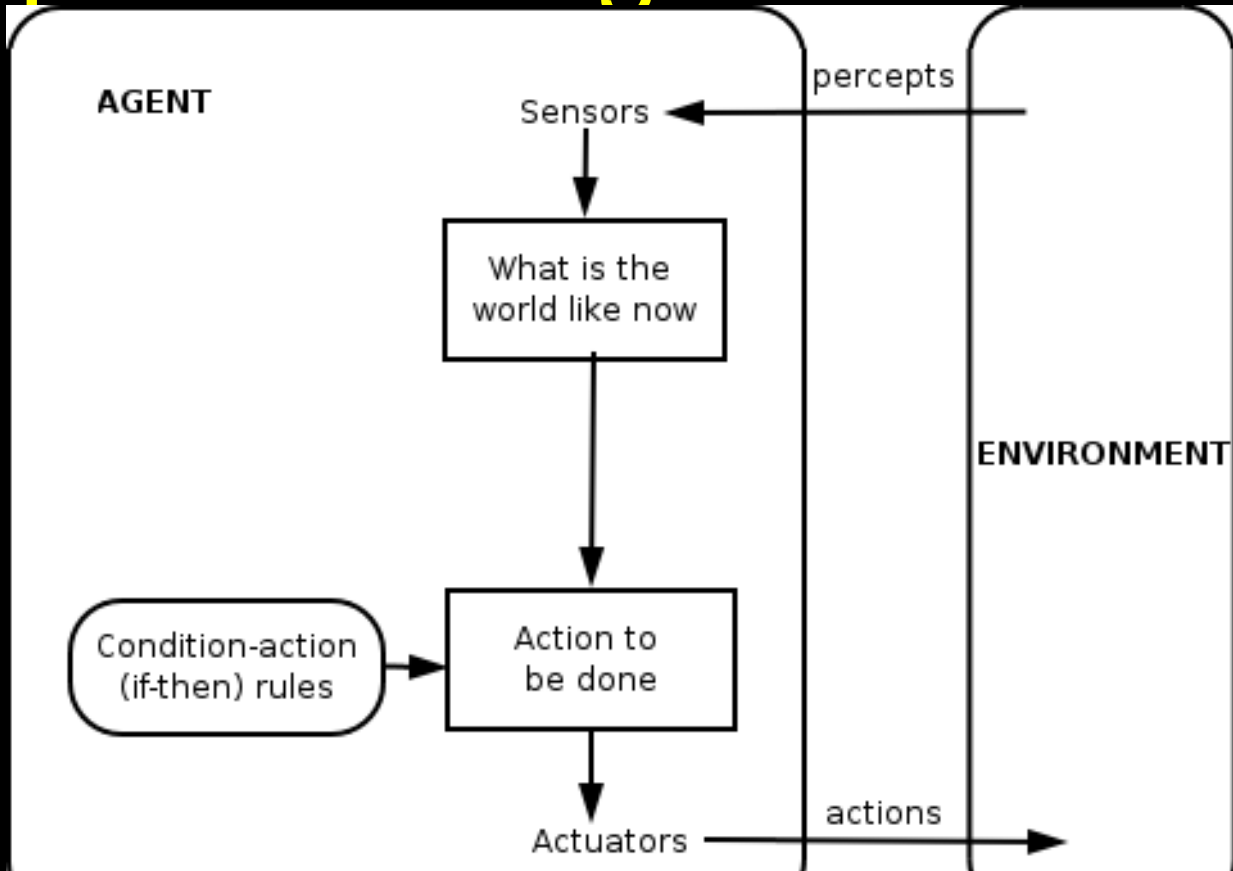 AGENT
percepts
Sensors
What is the
world like now
ENVIRONMENT
Condition-action
(if-then) rules
Action to
be done
Actuators
actions